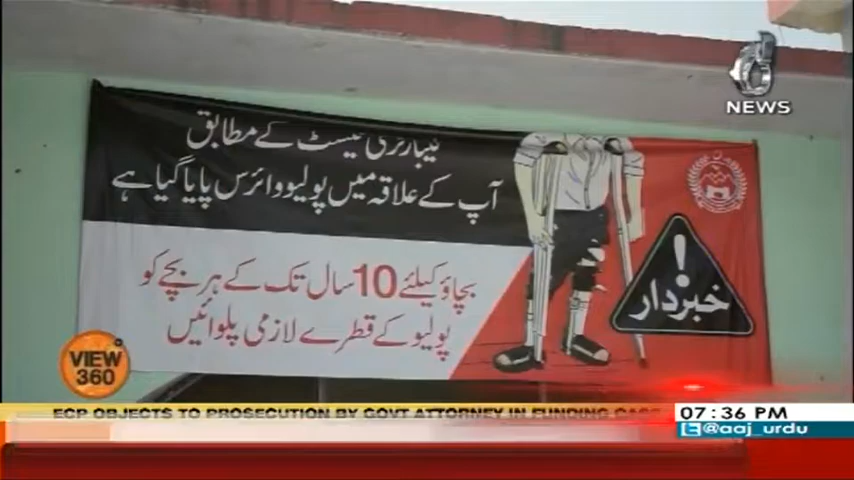 لیبارٹری ٹیسٹ کے مطابق
آپ کے علاقہ میں پولیو وائرس پایا گیا ہے
بچاؤ کیلئے 10 سال تک کے ہر بچے کو
پولیو کے قطرے لازمی پلوائیں
!
خبردار
NEWS
VIEW
360°
ECP OBJECTS TO PROSECUTION BY GOVT ATTORNEY IN FUNDING CASE
07:36 PM
@aaj_urdu